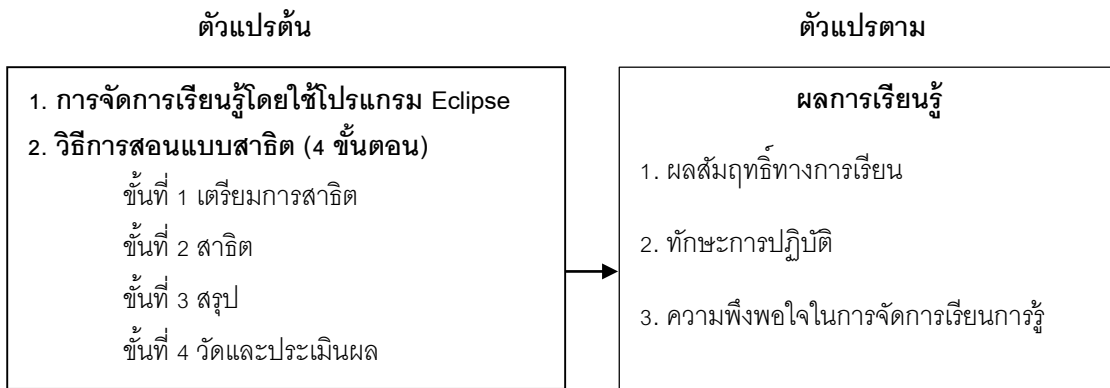 ตัวแปรต้น
ตัวแปรตาม
1. การจัดการเรียนรู้โดยใช้โปรแกรม Eclipse
2. วิธีการสอนแบบสาธิต (4 ขั้นตอน)
ขั้นที่ 1 เตรียมการสาธิต
ขั้นที่ 2 สาธิต
ขั้นที่ 3 สรุป
ขั้นที่ 4 วัดและประเมินผล
ผลการเรียนรู้
1. ผลสัมฤทธิ์ทางการเรียน
2. ทักษะการปฏิบัติ
3. ความพึงพอใจในการจัดการเรียนการรู้